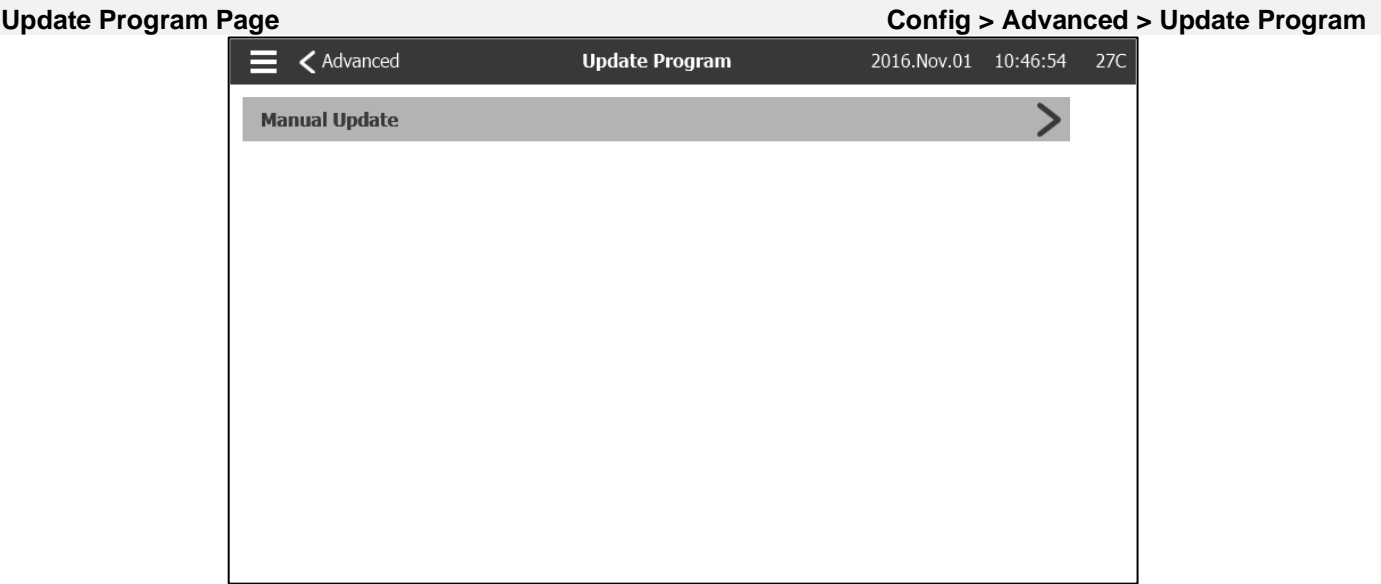 Update Program Page Config > Advanced > Update Program
Advanced Update Program 2016.Nov.01 10:46:54 27C
Manual Update